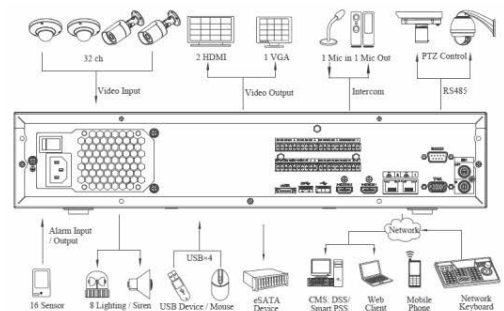 32 ch
2 HDMI
1 VGA
1 Mic in 1 Mic Out
PTZ Control
Video Input
Video Output
Intercom
RS485
Alarm Input
/ Output
USB×4
Network
16 Sensor
8 Lighting / Siren
USB Device / Mouse
eSATA
Device
CMS/ DSS/
Smart PSS
Web
Client
Mobile
Phone
Network
Keyboard